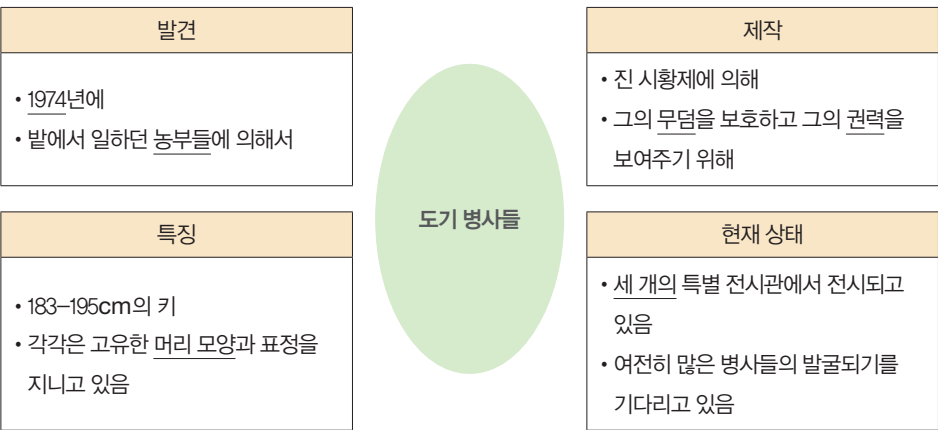 발견
• 1974년에
• 밭에서 일하던 농부들에 의해서
제작
• 진 시황제에 의해
• 그의 무덤을 보호하고 그의 권력을
보여주기 위해
도기 병사들
특징
• 183–195cm의 키
• 각각은 고유한 머리 모양과 표정을
지니고 있음
현재 상태
• 세 개의 특별 전시관에서 전시되고
있음
• 여전히 많은 병사들의 발굴되기를
기다리고 있음